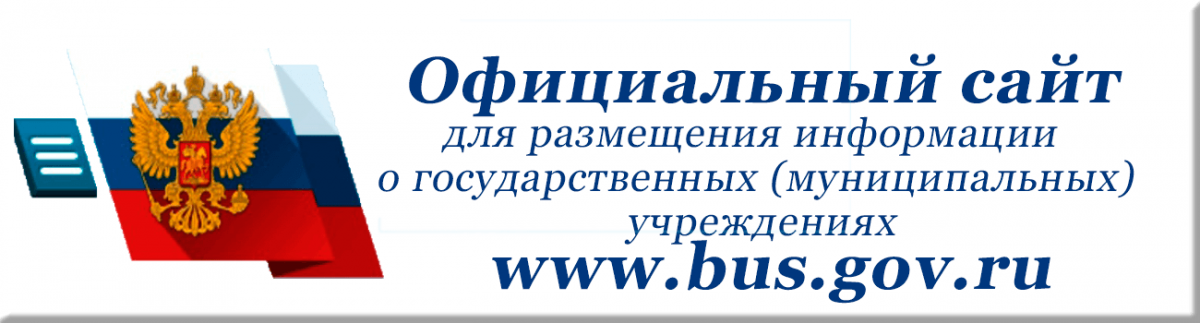 Официальный сайт
для размещения информации
о государственных (муниципальных)
учреждениях
www.bus.gov.ru